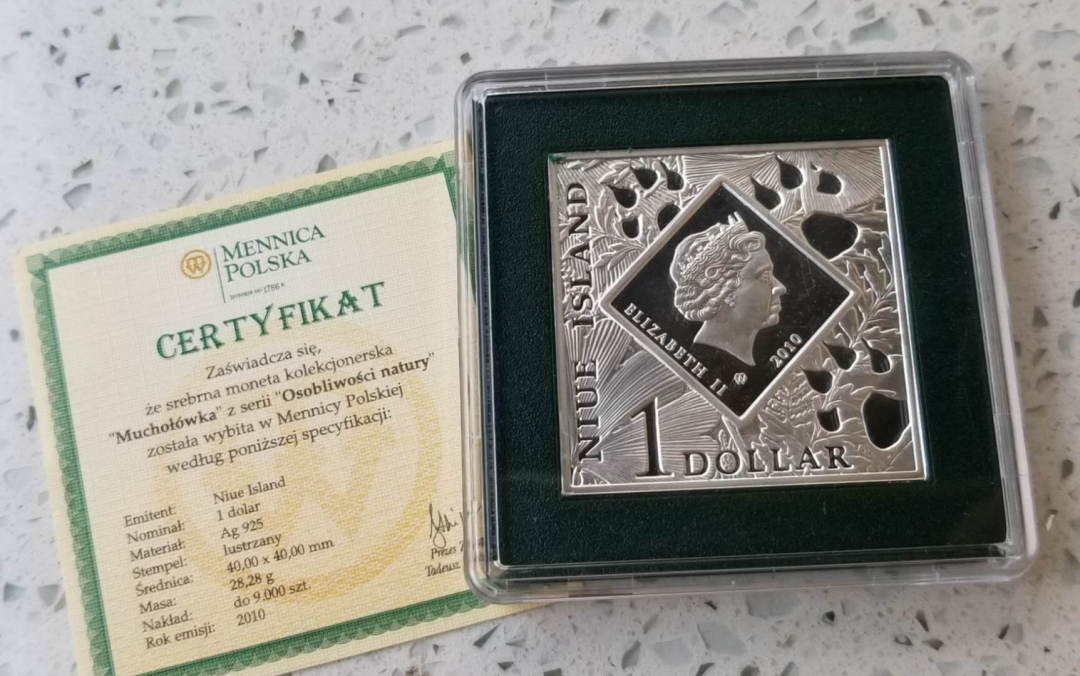 MENNICA
POLSKA
CERTYFIKAT
Zaświadcza się,
że srebrna moneta kolekcjonerska
"Muchołówka" z serii "Osobliwości natury"
została wybita w Mennicy Polskiej
według poniższej specyfikacji:
Emitent: Niue Island
Nominał: 1 dolar
Materiał: Ag 925
Stempel: lustrzany
Średnica: 40,00 x 40,00 mm
Masa: 28,28 g
Nakład: do 9.000 szt.
Rok emisji: 2010
Prezes
Tadeusz
NIUE ISLAND
ELIZABETH II
2010
1 DOLLAR